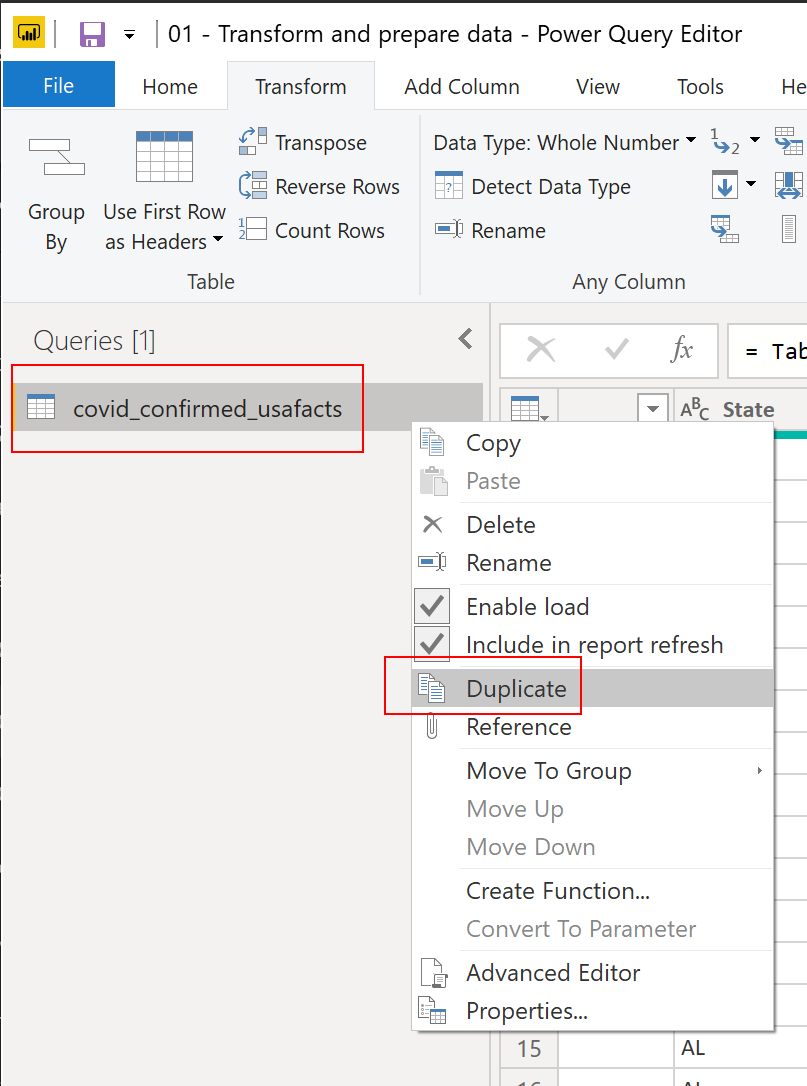 01 - Transform and prepare data - Power Query Editor
File Home Transform Add Column View Tools He
Group By
Use First Row as Headers
Transpose
Reverse Rows
Count Rows
Table
Data Type: Whole Number
Detect Data Type
Rename
Any Column
1 2
Queries [1]
fx
= Tab
covid_confirmed_usafacts
ABC State
Copy
Paste
Delete
Rename
Enable load
Include in report refresh
Duplicate
Reference
Move To Group
Move Up
Move Down
Create Function...
Convert To Parameter
Advanced Editor
Properties...
15 AL